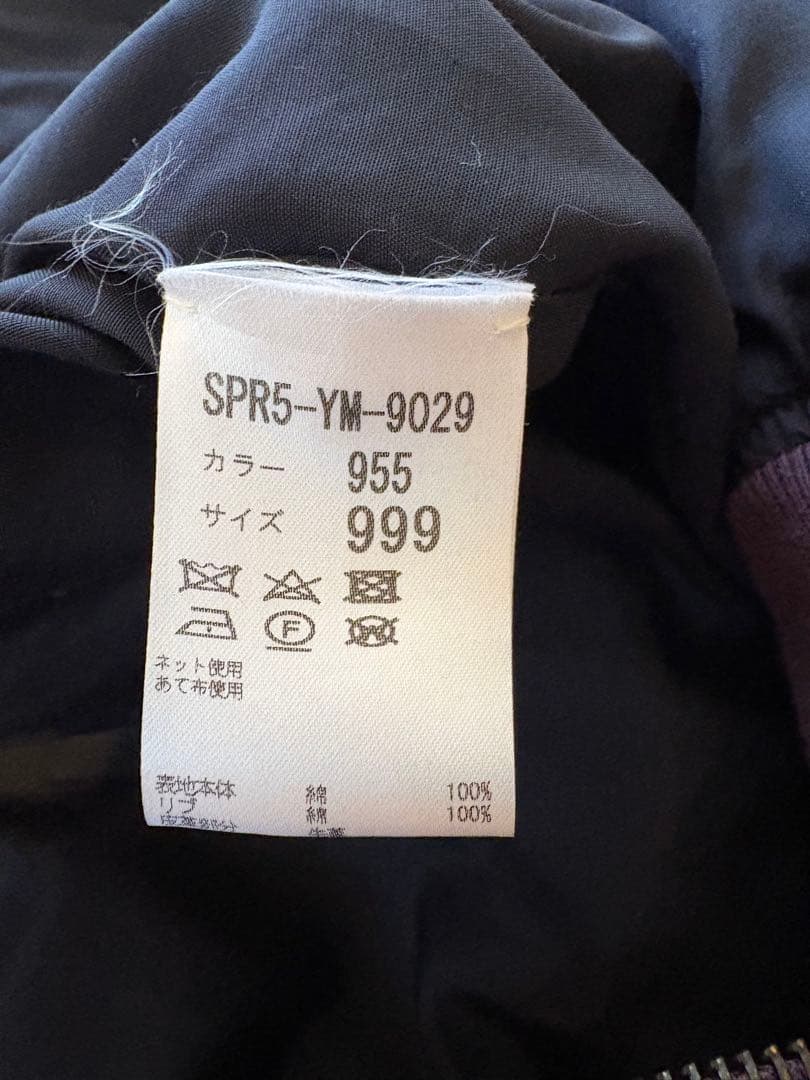 SPR5-YM-9029
カラー 955
サイズ 999
F
W
ネット使用
あて布使用
表地本体 綿 100%
リブ 綿 100%